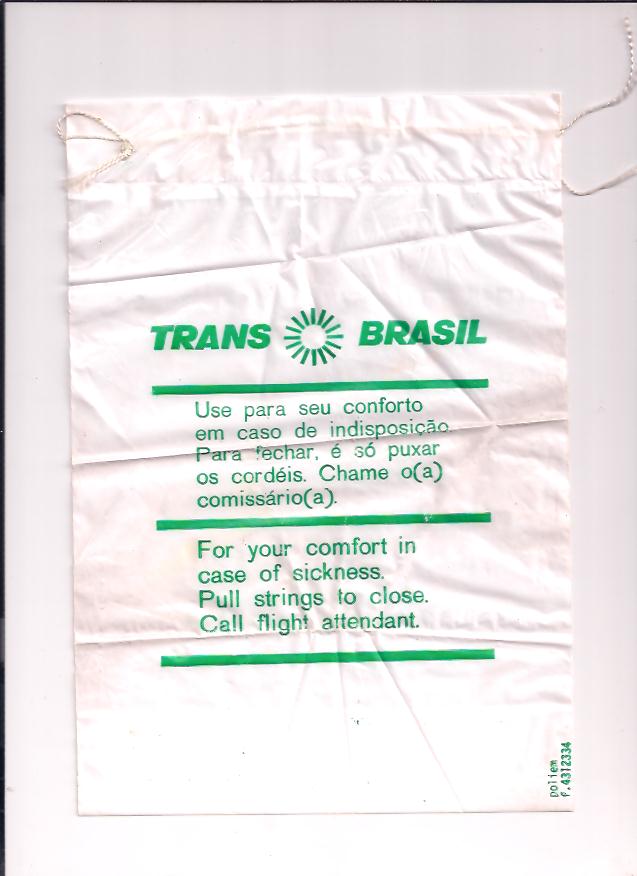 TRANS BRASIL
Use para seu conforto
em caso de indisposição.
Para fechar, é só puxar
os cordéis. Chame o(a)
comissário(a).
For your comfort in
case of sickness.
Pull strings to close.
Call flight attendant.
poliem
f.4312334